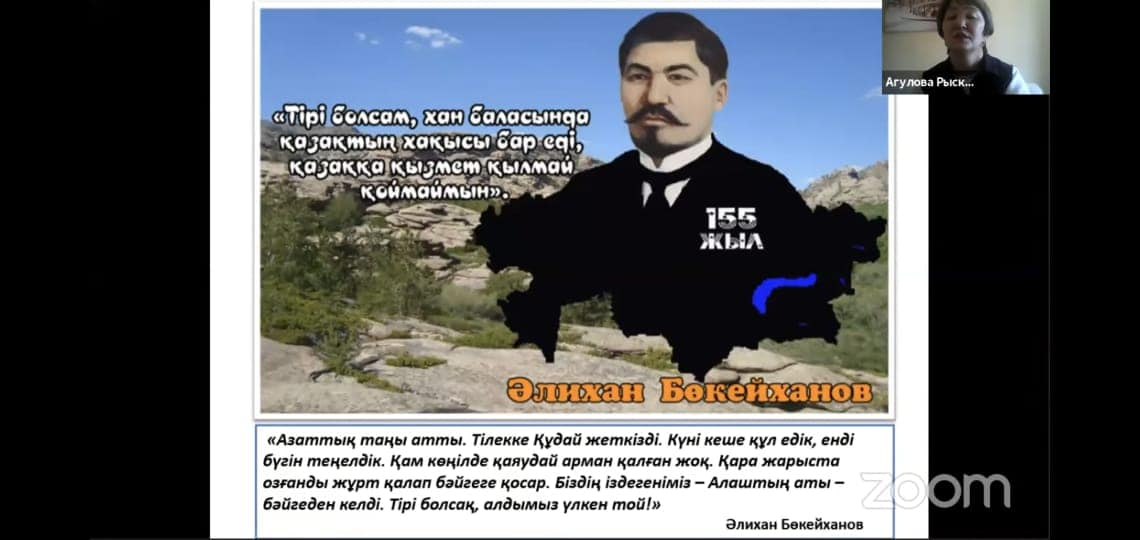 «Тірі болсам, хан баласында
қазақтың хақысы бар еді,
қазаққа қызмет қылмай
қоймаймын».
155
ЖЫЛ
Әлихан Бөкейханов
«Азаттық таңы атты. Тілекке Құдай жеткізді. Күні кеше құл едік, енді
бүгін теңелдік. Қам көңілде қаяудай арман қалған жоқ. Қара жарыста
озғанды жұрт қалап бәйгеге қосар. Біздің іздегеніміз – Алаштың аты –
бәйгеден келді. Тірі болсақ, алдымыз үлкен той!»
Әлихан Бөкейханов
Агулова Рыск...
zoom